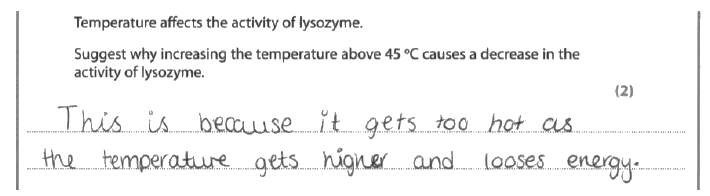 Temperature affects the activity of lysozyme.
Suggest why increasing the temperature above 45 °C causes a decrease in the
activity of lysozyme.
(2)
This is because it gets too hot as
the temperature gets higher and looses energy.